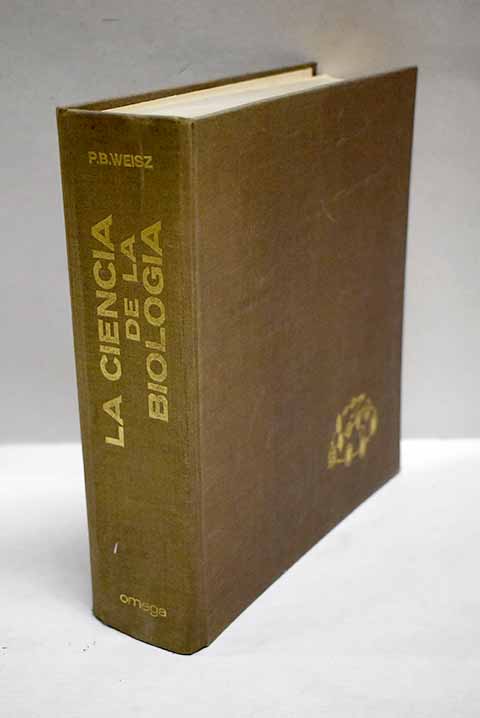 P.B.WEISZ
LA CIENCIA
DE LA
BIOLOGIA
omega